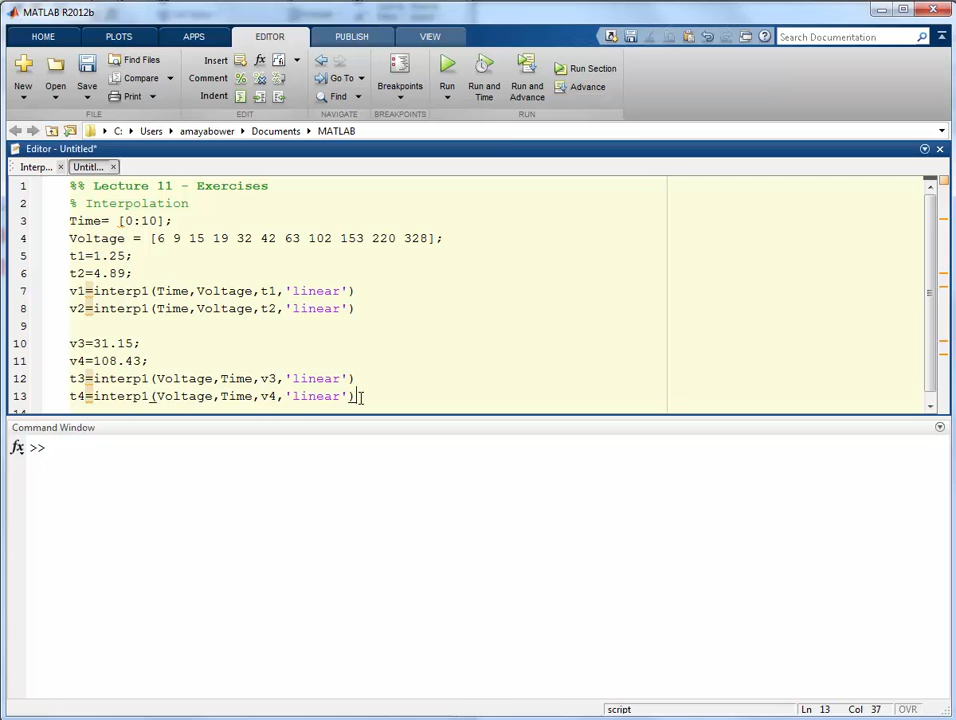 MATLAB R2012b
HOME PLOTS APPS EDITOR PUBLISH VIEW Search Documentation
New Open Save Find Files Compare Print FILE
Insert fx Comment % Indent EDIT
Go To Find NAVIGATE
Breakpoints BREAKPOINTS
Run Run and Time Run and Advance Run Section Advance RUN
C: Users amayabower Documents MATLAB
Editor - Untitled*
Interp... × Untitl... ×
1 %% Lecture 11 - Exercises
2 % Interpolation
3 Time= [0:10];
4 Voltage = [6 9 15 19 32 42 63 102 153 220 328];
5 t1=1.25;
6 t2=4.89;
7 v1=interp1(Time,Voltage,t1,'linear')
8 v2=interp1(Time,Voltage,t2,'linear')
9
10 v3=31.15;
11 v4=108.43;
12 t3=interp1(Voltage,Time,v3,'linear')
13 t4=interp1(Voltage,Time,v4,'linear')
14
Command Window
fx >>
script Ln 13 Col 37 OVR